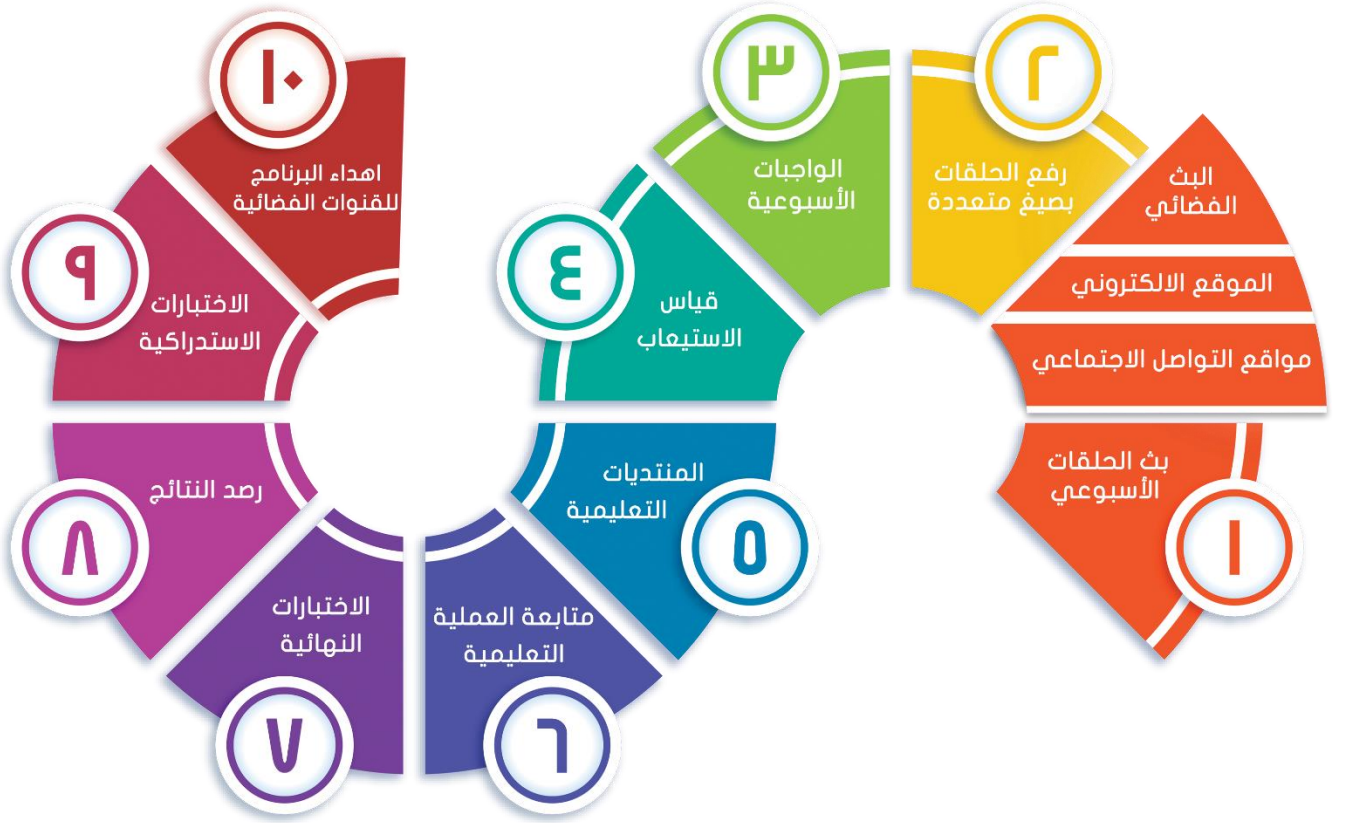 ١
بث الحلقات
الأسبوعي
البث
الفضائي
الموقع الالكتروني
مواقع التواصل الاجتماعي
٢
رفع الحلقات
بصيغ متعددة
٣
الواجبات
الأسبوعية
٤
قياس
الاستيعاب
٥
المنتديات
التعليمية
٦
متابعة العملية
التعليمية
٧
الاختبارات
النهائية
٨
رصد النتائج
٩
الاختبارات
الاستدراكية
١٠
اهداء البرنامج
للقنوات الفضائية